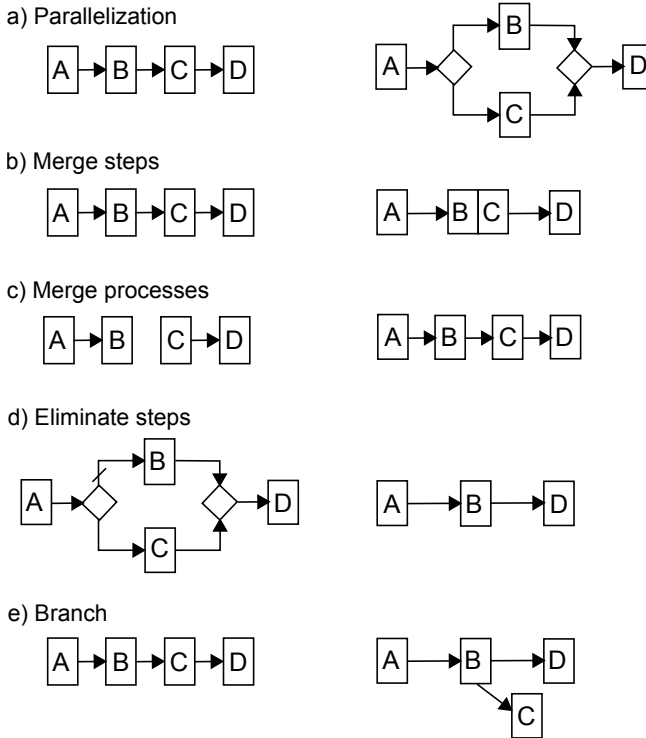 a) Parallelization
A B C D
B
A D
C
b) Merge steps
A B C D
A B C D
c) Merge processes
A B C D
A B C D
d) Eliminate steps
B
A D
C
A B D
e) Branch
A B C D
A B D
C